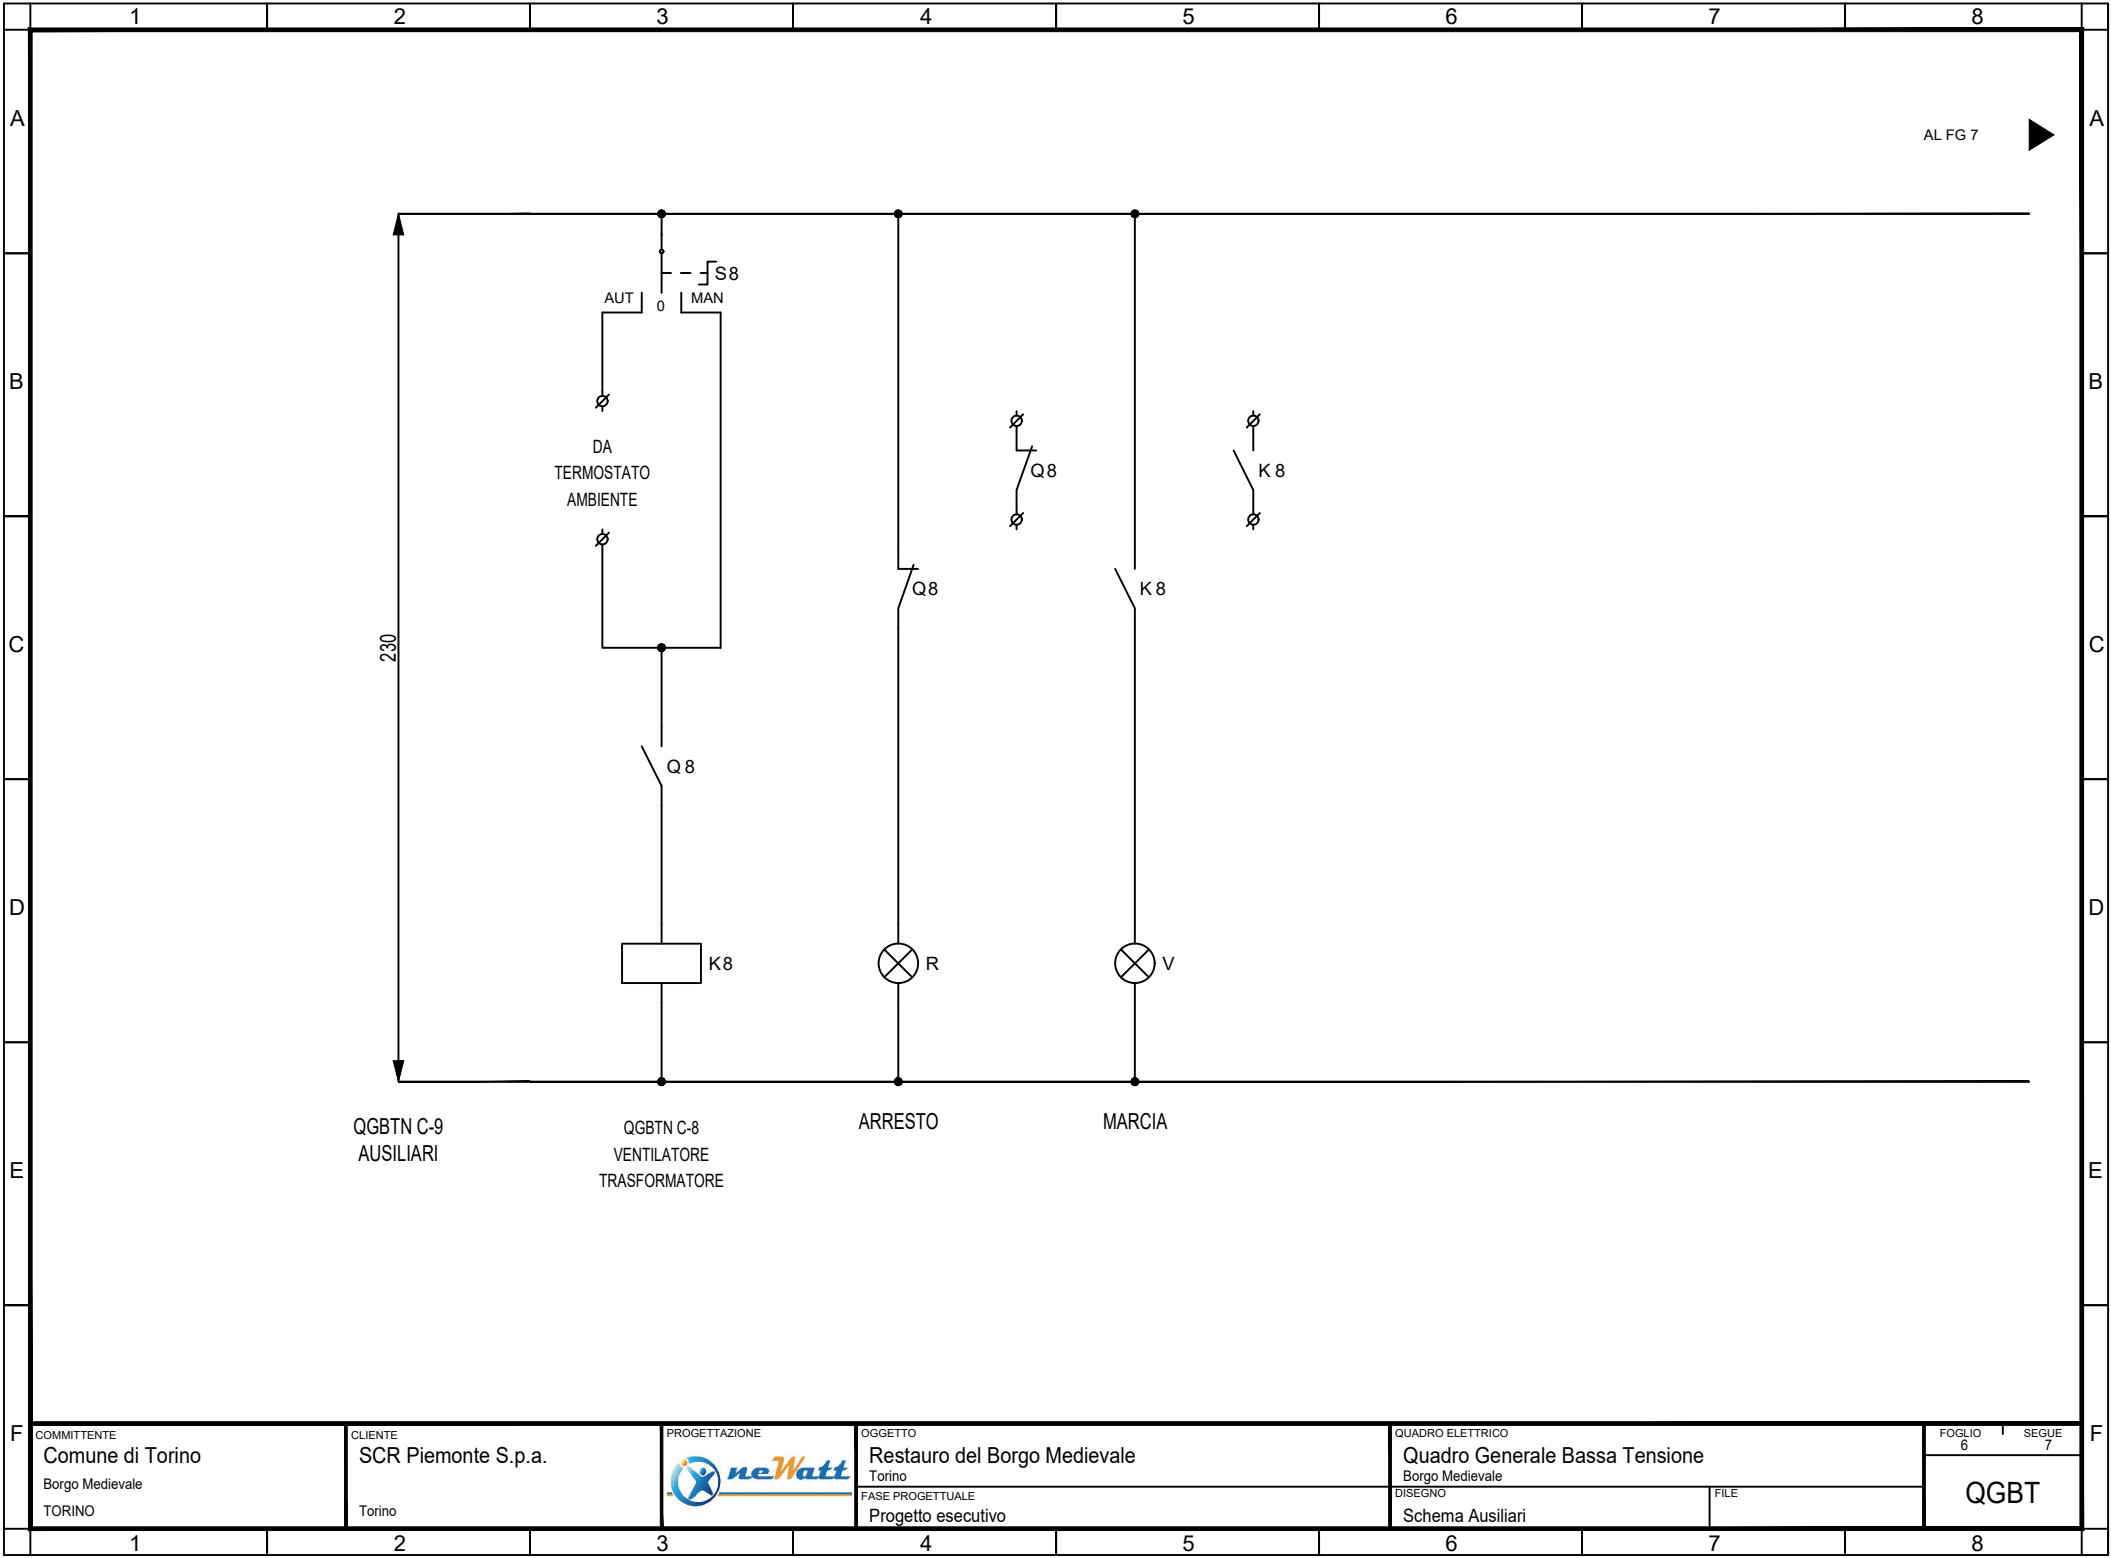 1 2 3 4 5 6 7 8
A A
AL FG 7
S8
AUT 0 MAN
B B
DA
TERMOSTATO
AMBIENTE
Q8
K8
Q8
K8
230
C C
Q8
D D
K8
R
V
QGBTN C-9
AUSILIARI
QGBTN C-8
VENTILATORE
TRASFORMATORE
ARRESTO
MARCIA
E E
F F
COMMITTENTE
Comune di Torino
Borgo Medievale
TORINO
CLIENTE
SCR Piemonte S.p.a.
Torino
PROGETTAZIONE
neWatt
OGGETTO
Restauro del Borgo Medievale
Torino
FASE PROGETTUALE
Progetto esecutivo
QUADRO ELETTRICO
Quadro Generale Bassa Tensione
Borgo Medievale
DISEGNO
Schema Ausiliari
FILE
FOGLIO
6
SEGUE
7
QGBT
1 2 3 4 5 6 7 8